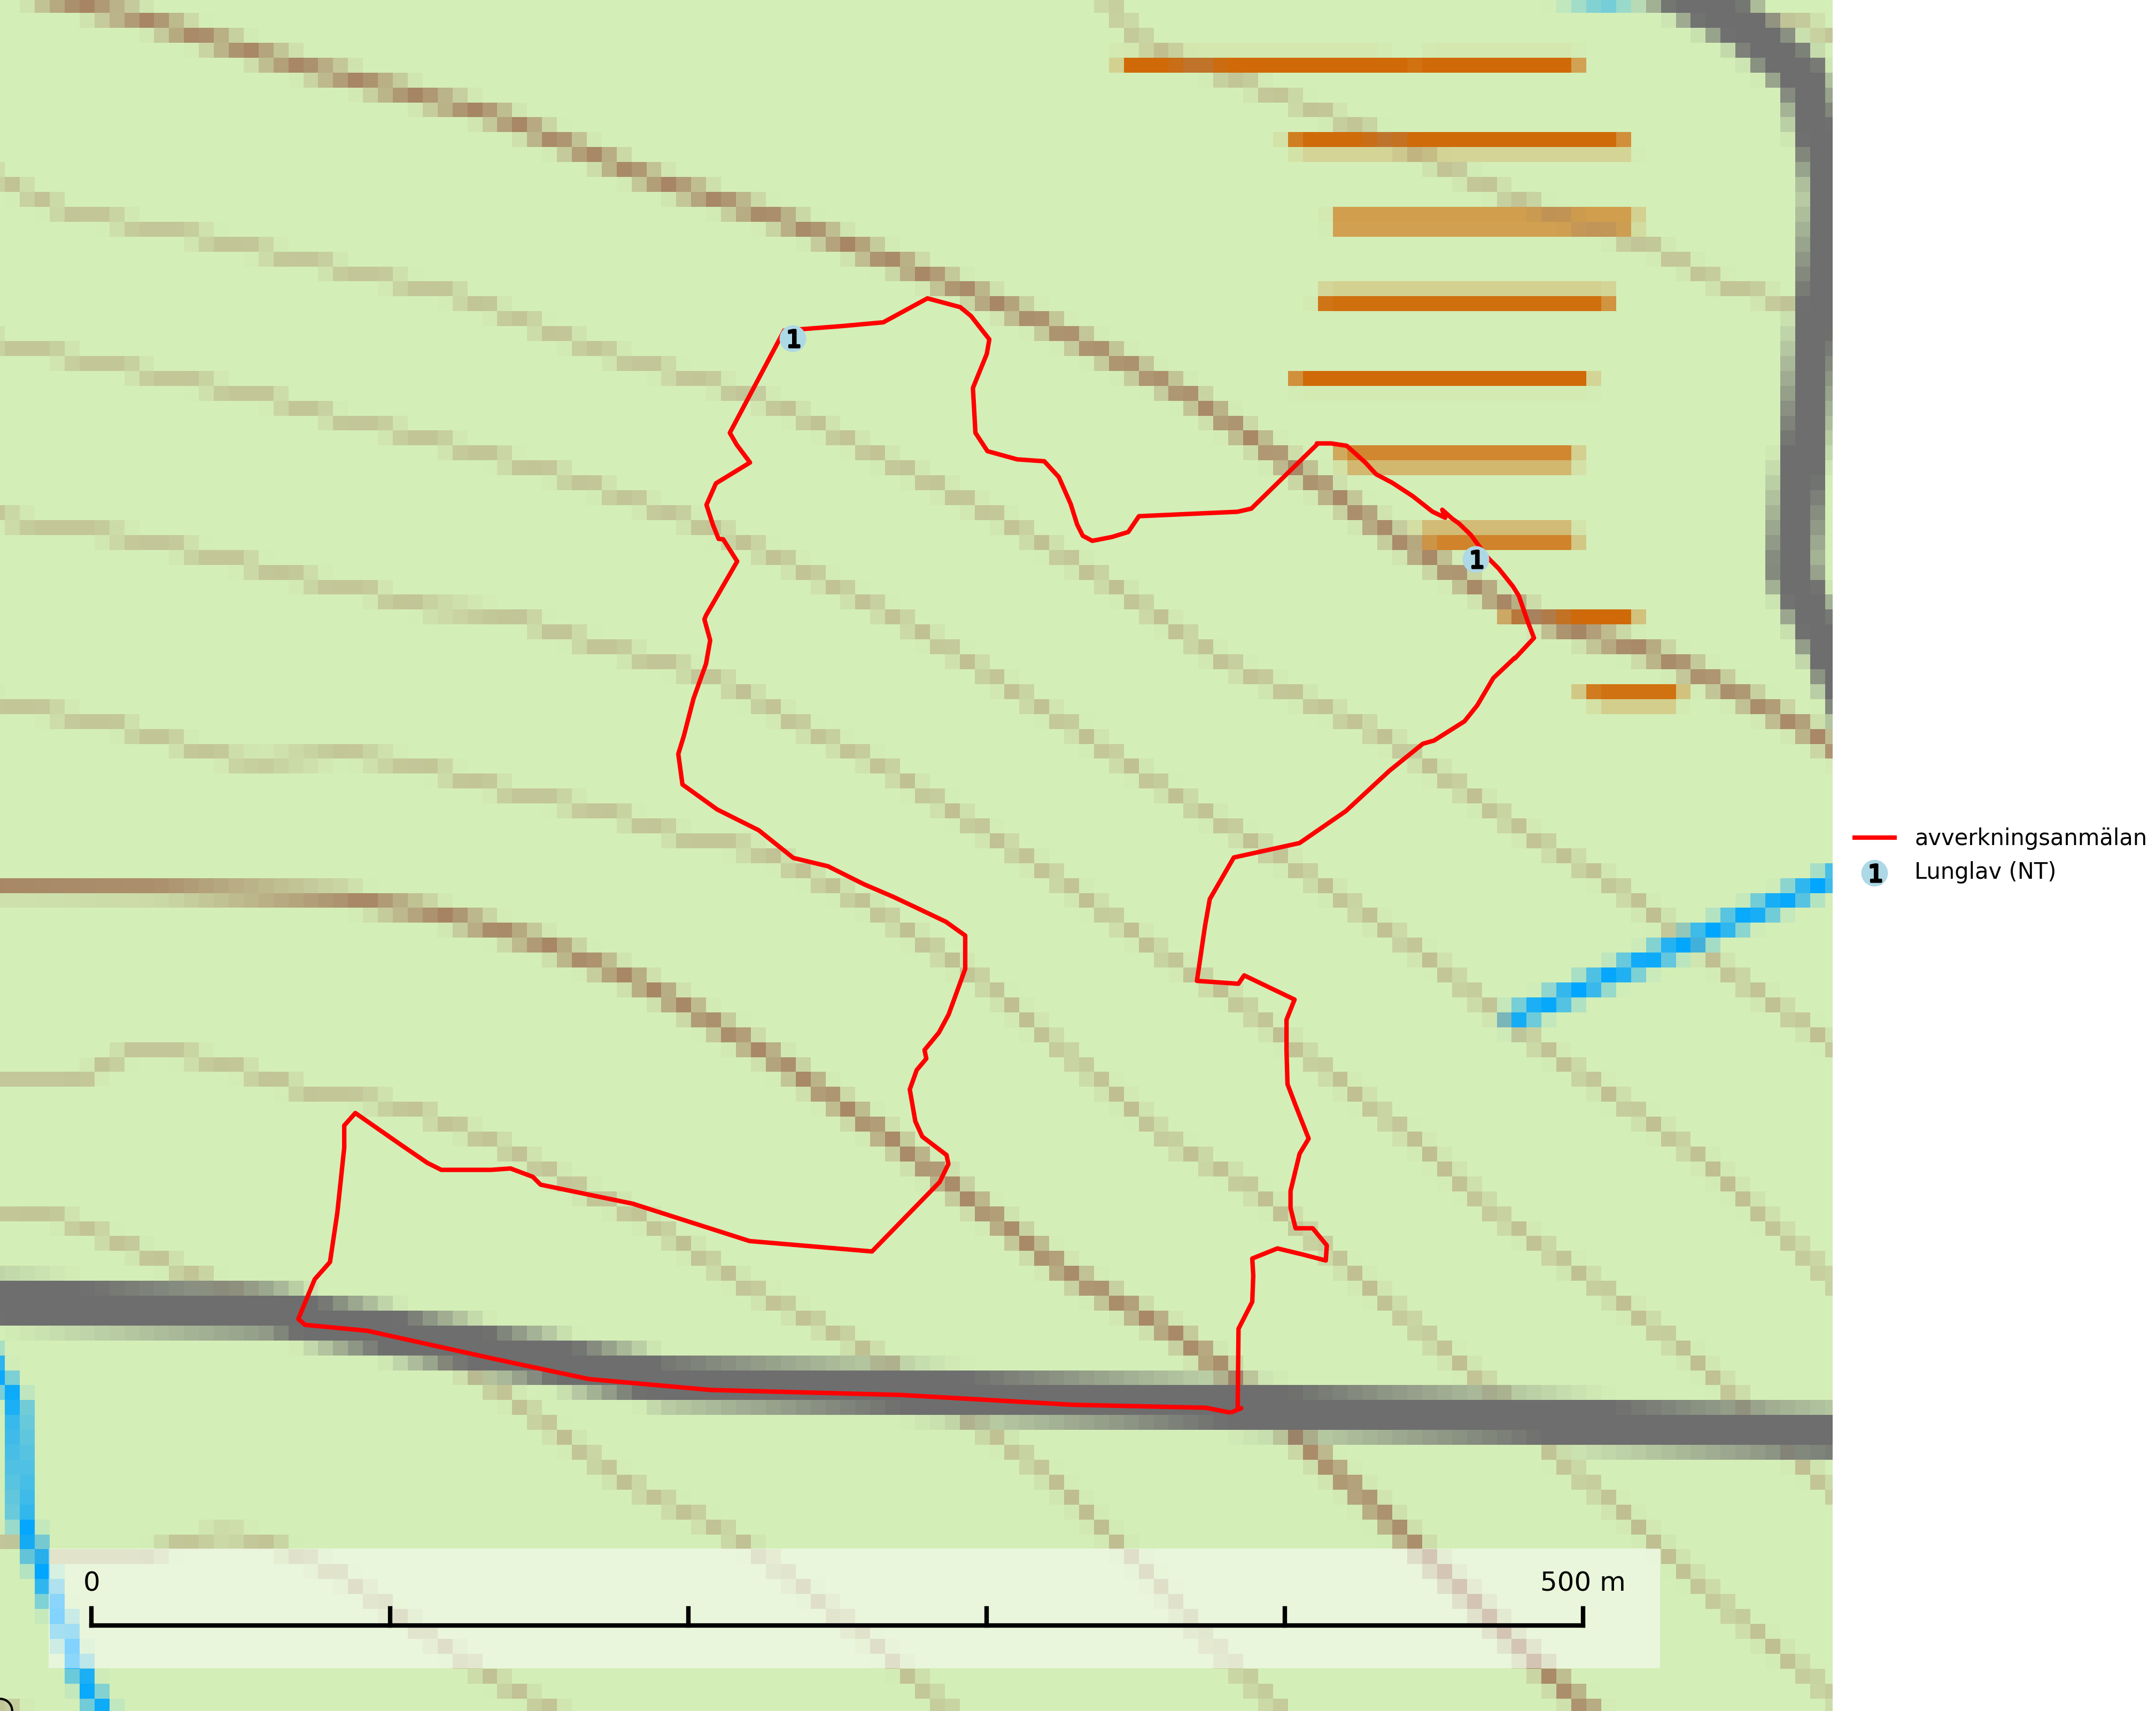 1
1
avverkningsanmälan
1 Lunglav (NT)
0 500 m